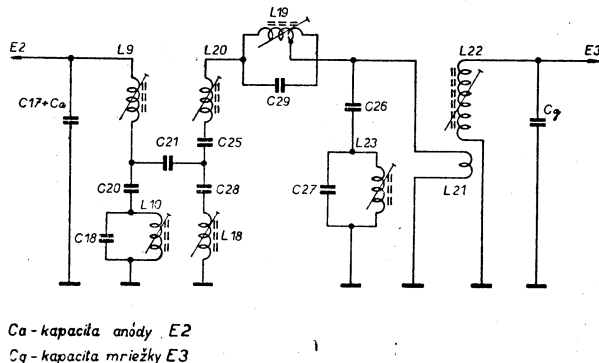 E2
L9
L20
L19
L22
E3
C17+Ca
C29
C26
Cg
C21
C25
L23
C20
C28
C27
L21
L10
C18
L18
Ca - kapacita anódy E2
Cg - kapacita mriežky E3